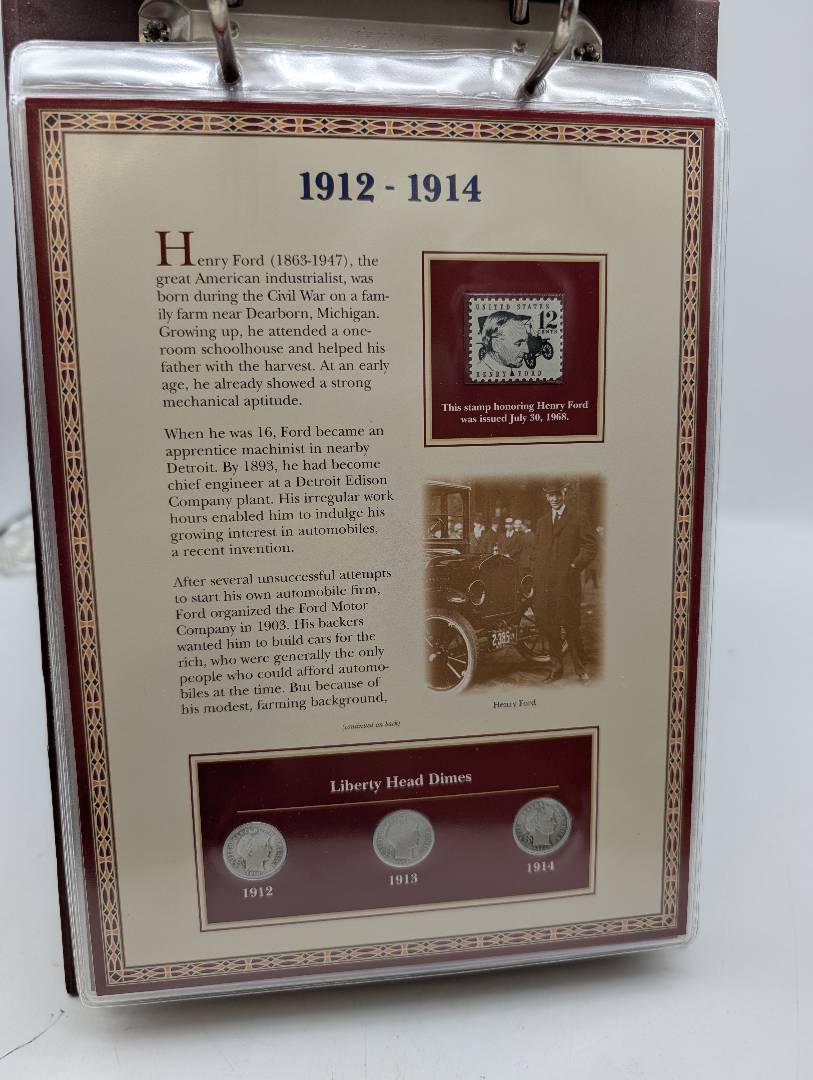 1912 - 1914
Henry Ford (1863-1947), the
great American industrialist, was
born during the Civil War on a fam-
ily farm near Dearborn, Michigan.
Growing up, he attended a one-
room schoolhouse and helped his
father with the harvest. At an early
age, he already showed a strong
mechanical aptitude.
When he was 16, Ford became an
apprentice machinist in nearby
Detroit. By 1893, he had become
chief engineer at a Detroit Edison
Company plant. His irregular work
hours enabled him to indulge his
growing interest in automobiles,
a recent invention.
After several unsuccessful attempts
to start his own automobile firm,
Ford organized the Ford Motor
Company in 1903. His backers
wanted him to build cars for the
rich, who were generally the only
people who could afford automo-
biles at the time. But because of
his modest, farming background,
(continued on back)
UNITED STATES
12
CENTS
HENRY FORD
This stamp honoring Henry Ford
was issued July 30, 1968.
Henry Ford
Liberty Head Dimes
1912
1913
1914